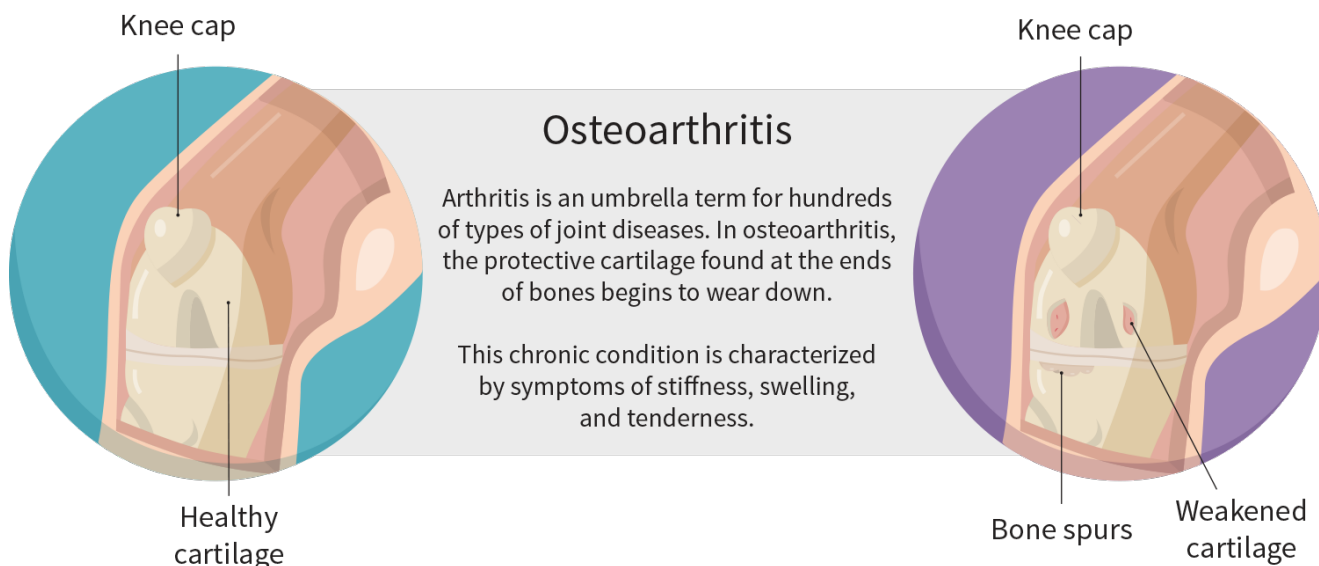 Knee cap
Knee cap
Osteoarthritis
Arthritis is an umbrella term for hundreds
of types of joint diseases. In osteoarthritis,
the protective cartilage found at the ends
of bones begins to wear down.
This chronic condition is characterized
by symptoms of stiffness, swelling,
and tenderness.
Healthy
cartilage
Bone spurs
Weakened
cartilage